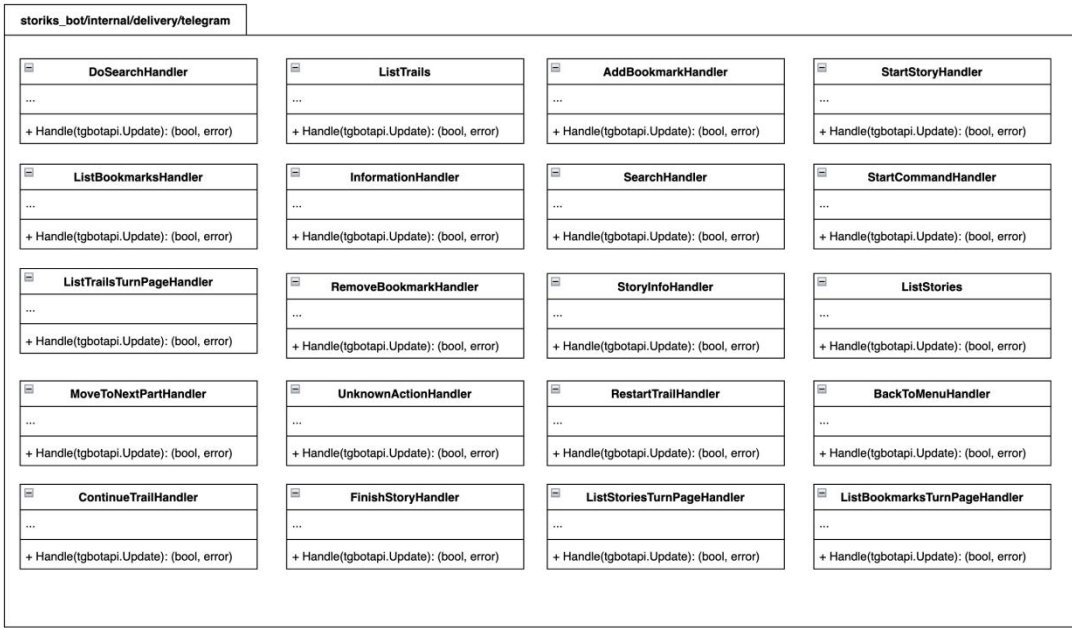 storiks_bot/internal/delivery/telegram
DoSearchHandler
...
+ Handle(tgbotapi.Update): (bool, error)
ListTrails
...
+ Handle(tgbotapi.Update): (bool, error)
AddBookmarkHandler
...
+ Handle(tgbotapi.Update): (bool, error)
StartStoryHandler
...
+ Handle(tgbotapi.Update): (bool, error)
ListBookmarksHandler
...
+ Handle(tgbotapi.Update): (bool, error)
InformationHandler
...
+ Handle(tgbotapi.Update): (bool, error)
SearchHandler
...
+ Handle(tgbotapi.Update): (bool, error)
StartCommandHandler
...
+ Handle(tgbotapi.Update): (bool, error)
ListTrailsTurnPageHandler
...
+ Handle(tgbotapi.Update): (bool, error)
RemoveBookmarkHandler
...
+ Handle(tgbotapi.Update): (bool, error)
StoryInfoHandler
...
+ Handle(tgbotapi.Update): (bool, error)
ListStories
...
+ Handle(tgbotapi.Update): (bool, error)
MoveToNextPartHandler
...
+ Handle(tgbotapi.Update): (bool, error)
UnknownActionHandler
...
+ Handle(tgbotapi.Update): (bool, error)
RestartTrailHandler
...
+ Handle(tgbotapi.Update): (bool, error)
BackToMenuHandler
...
+ Handle(tgbotapi.Update): (bool, error)
ContinueTrailHandler
...
+ Handle(tgbotapi.Update): (bool, error)
FinishStoryHandler
...
+ Handle(tgbotapi.Update): (bool, error)
ListStoriesTurnPageHandler
...
+ Handle(tgbotapi.Update): (bool, error)
ListBookmarksTurnPageHandler
...
+ Handle(tgbotapi.Update): (bool, error)